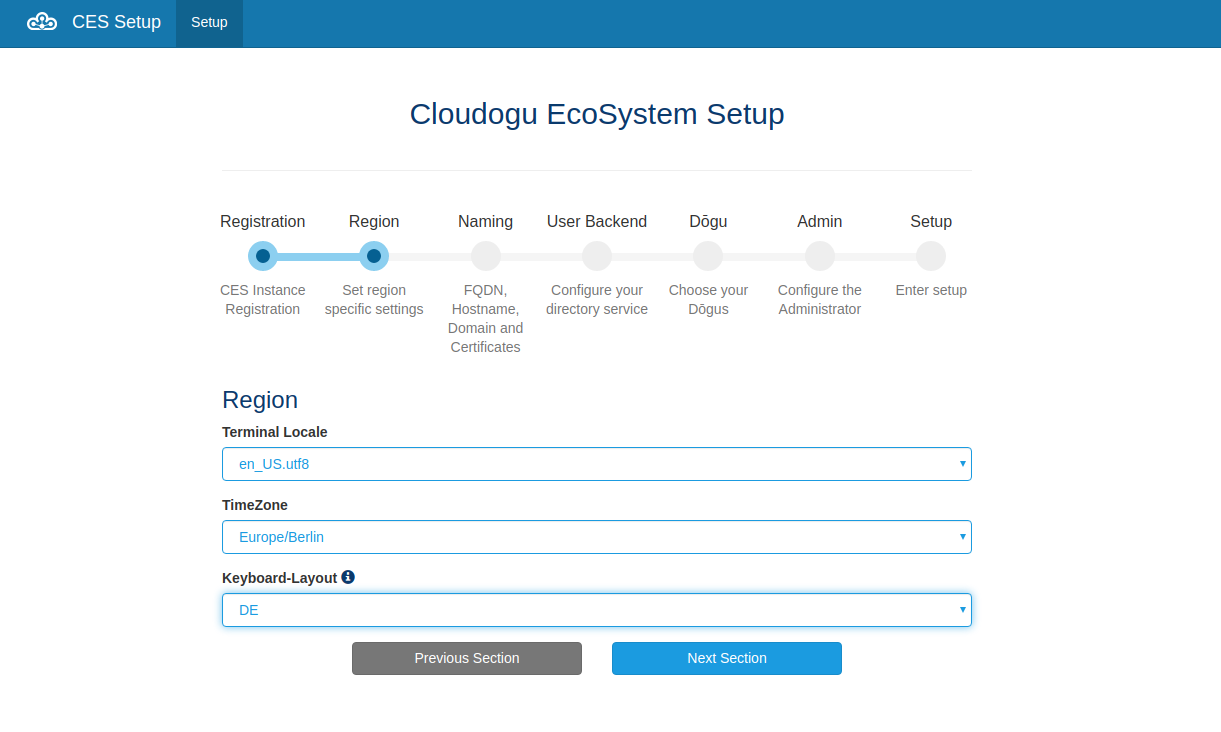 CES Setup
Setup
Cloudogu EcoSystem Setup
Registration
Region
Naming
User Backend
Dōgu
Admin
Setup
CES Instance
Registration
Set region
specific settings
FQDN,
Hostname,
Domain and
Certificates
Configure your
directory service
Choose your
Dōgus
Configure the
Administrator
Enter setup
Region
Terminal Locale
en_US.utf8
TimeZone
Europe/Berlin
Keyboard-Layout
DE
Previous Section
Next Section